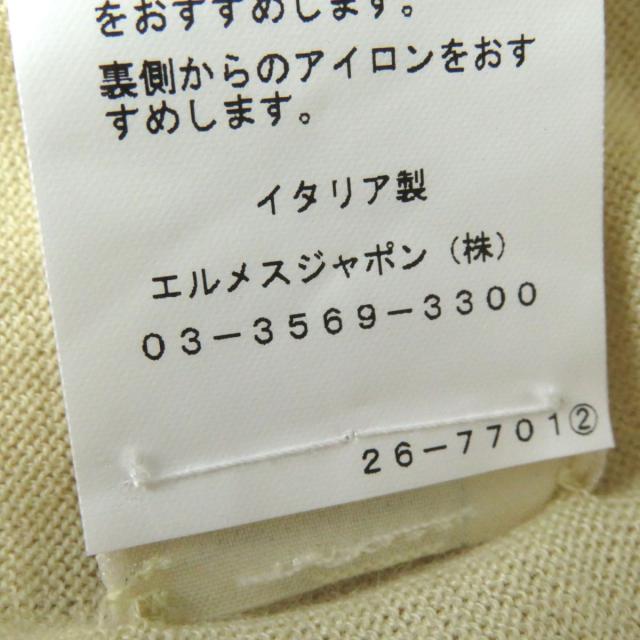 をおすすめします。
裏側からのアイロンをおす
すめします。
イタリア製
エルメスジャポン（株）
03－3569－3300
26－7701②